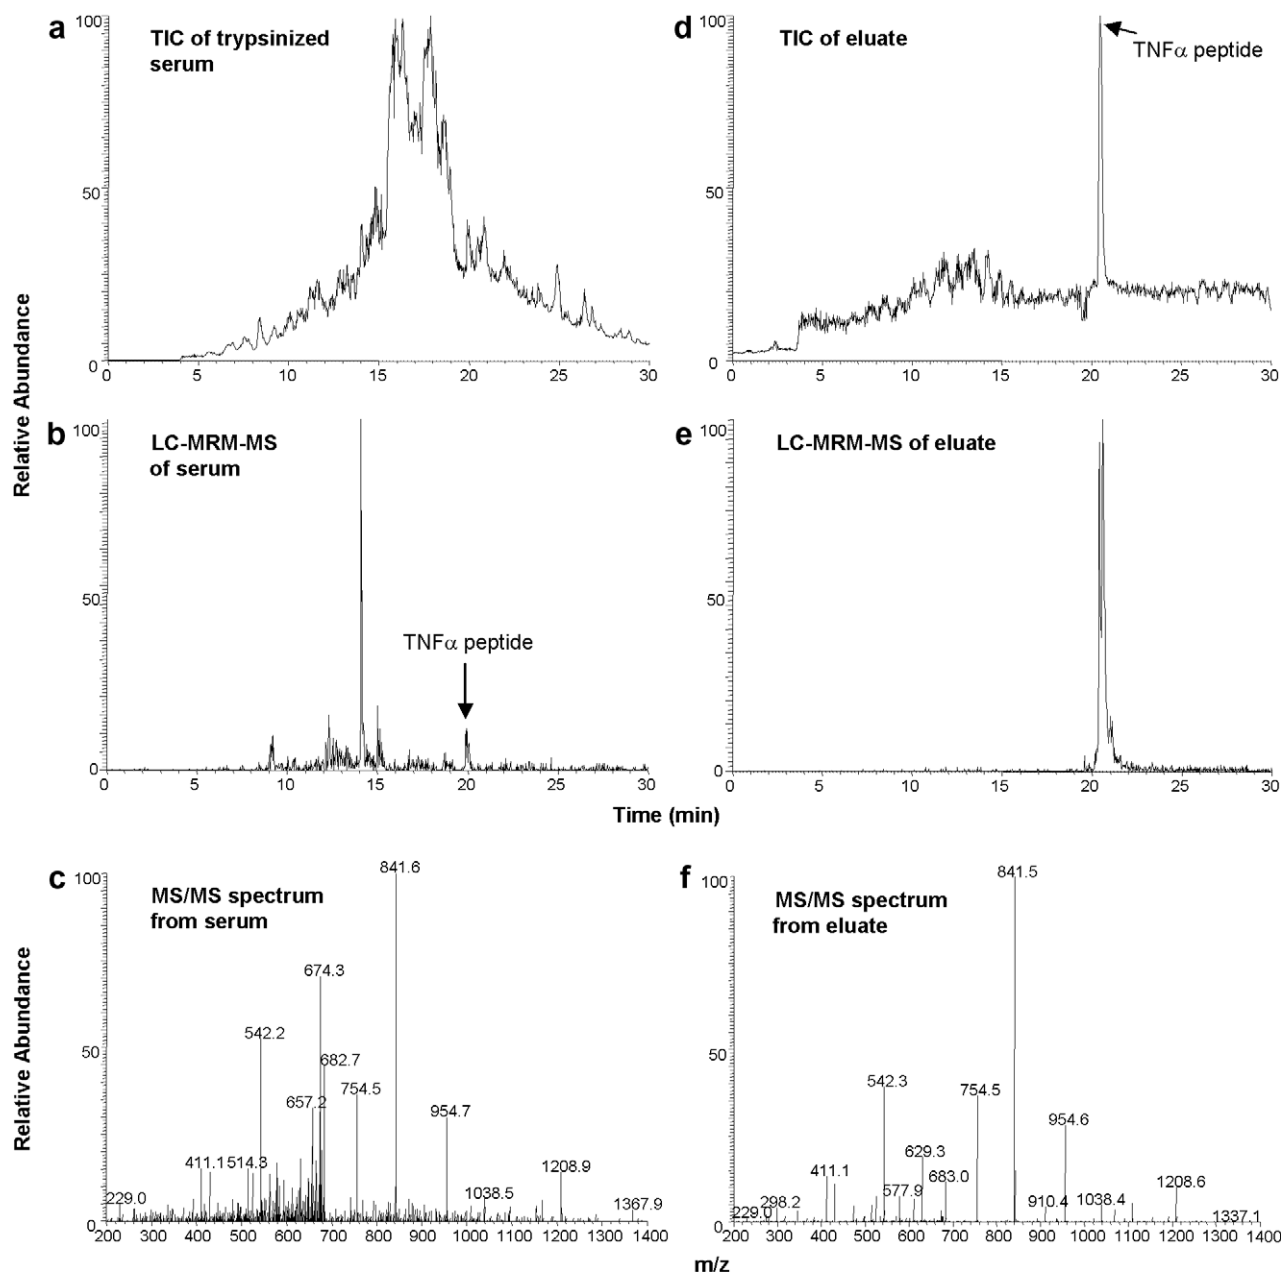 a
TIC of trypsinized
serum
100
50
0
0 5 10 15 20 25 30
d
TIC of eluate
TNFα peptide
100
50
0
0 5 10 15 20 25 30
Relative Abundance
b
LC-MRM-MS
of serum
TNFα peptide
100
50
0
0 5 10 15 20 25 30
e
LC-MRM-MS of eluate
100
50
0
0 5 10 15 20 25 30
Time (min)
c
MS/MS spectrum
from serum
Relative Abundance
100
50
0
841.6
674.3
542.2
682.7
657.2
754.5
954.7
411.1
514.3
1208.9
229.0
1038.5
1367.9
200 300 400 500 600 700 800 900 1000 1100 1200 1300 1400
f
MS/MS spectrum
from eluate
100
50
0
841.5
542.3
754.5
954.6
629.3
411.1
683.0
577.9
1208.6
298.2
229.0
910.4
1038.4
1337.1
200 300 400 500 600 700 800 900 1000 1100 1200 1300 1400
m/z